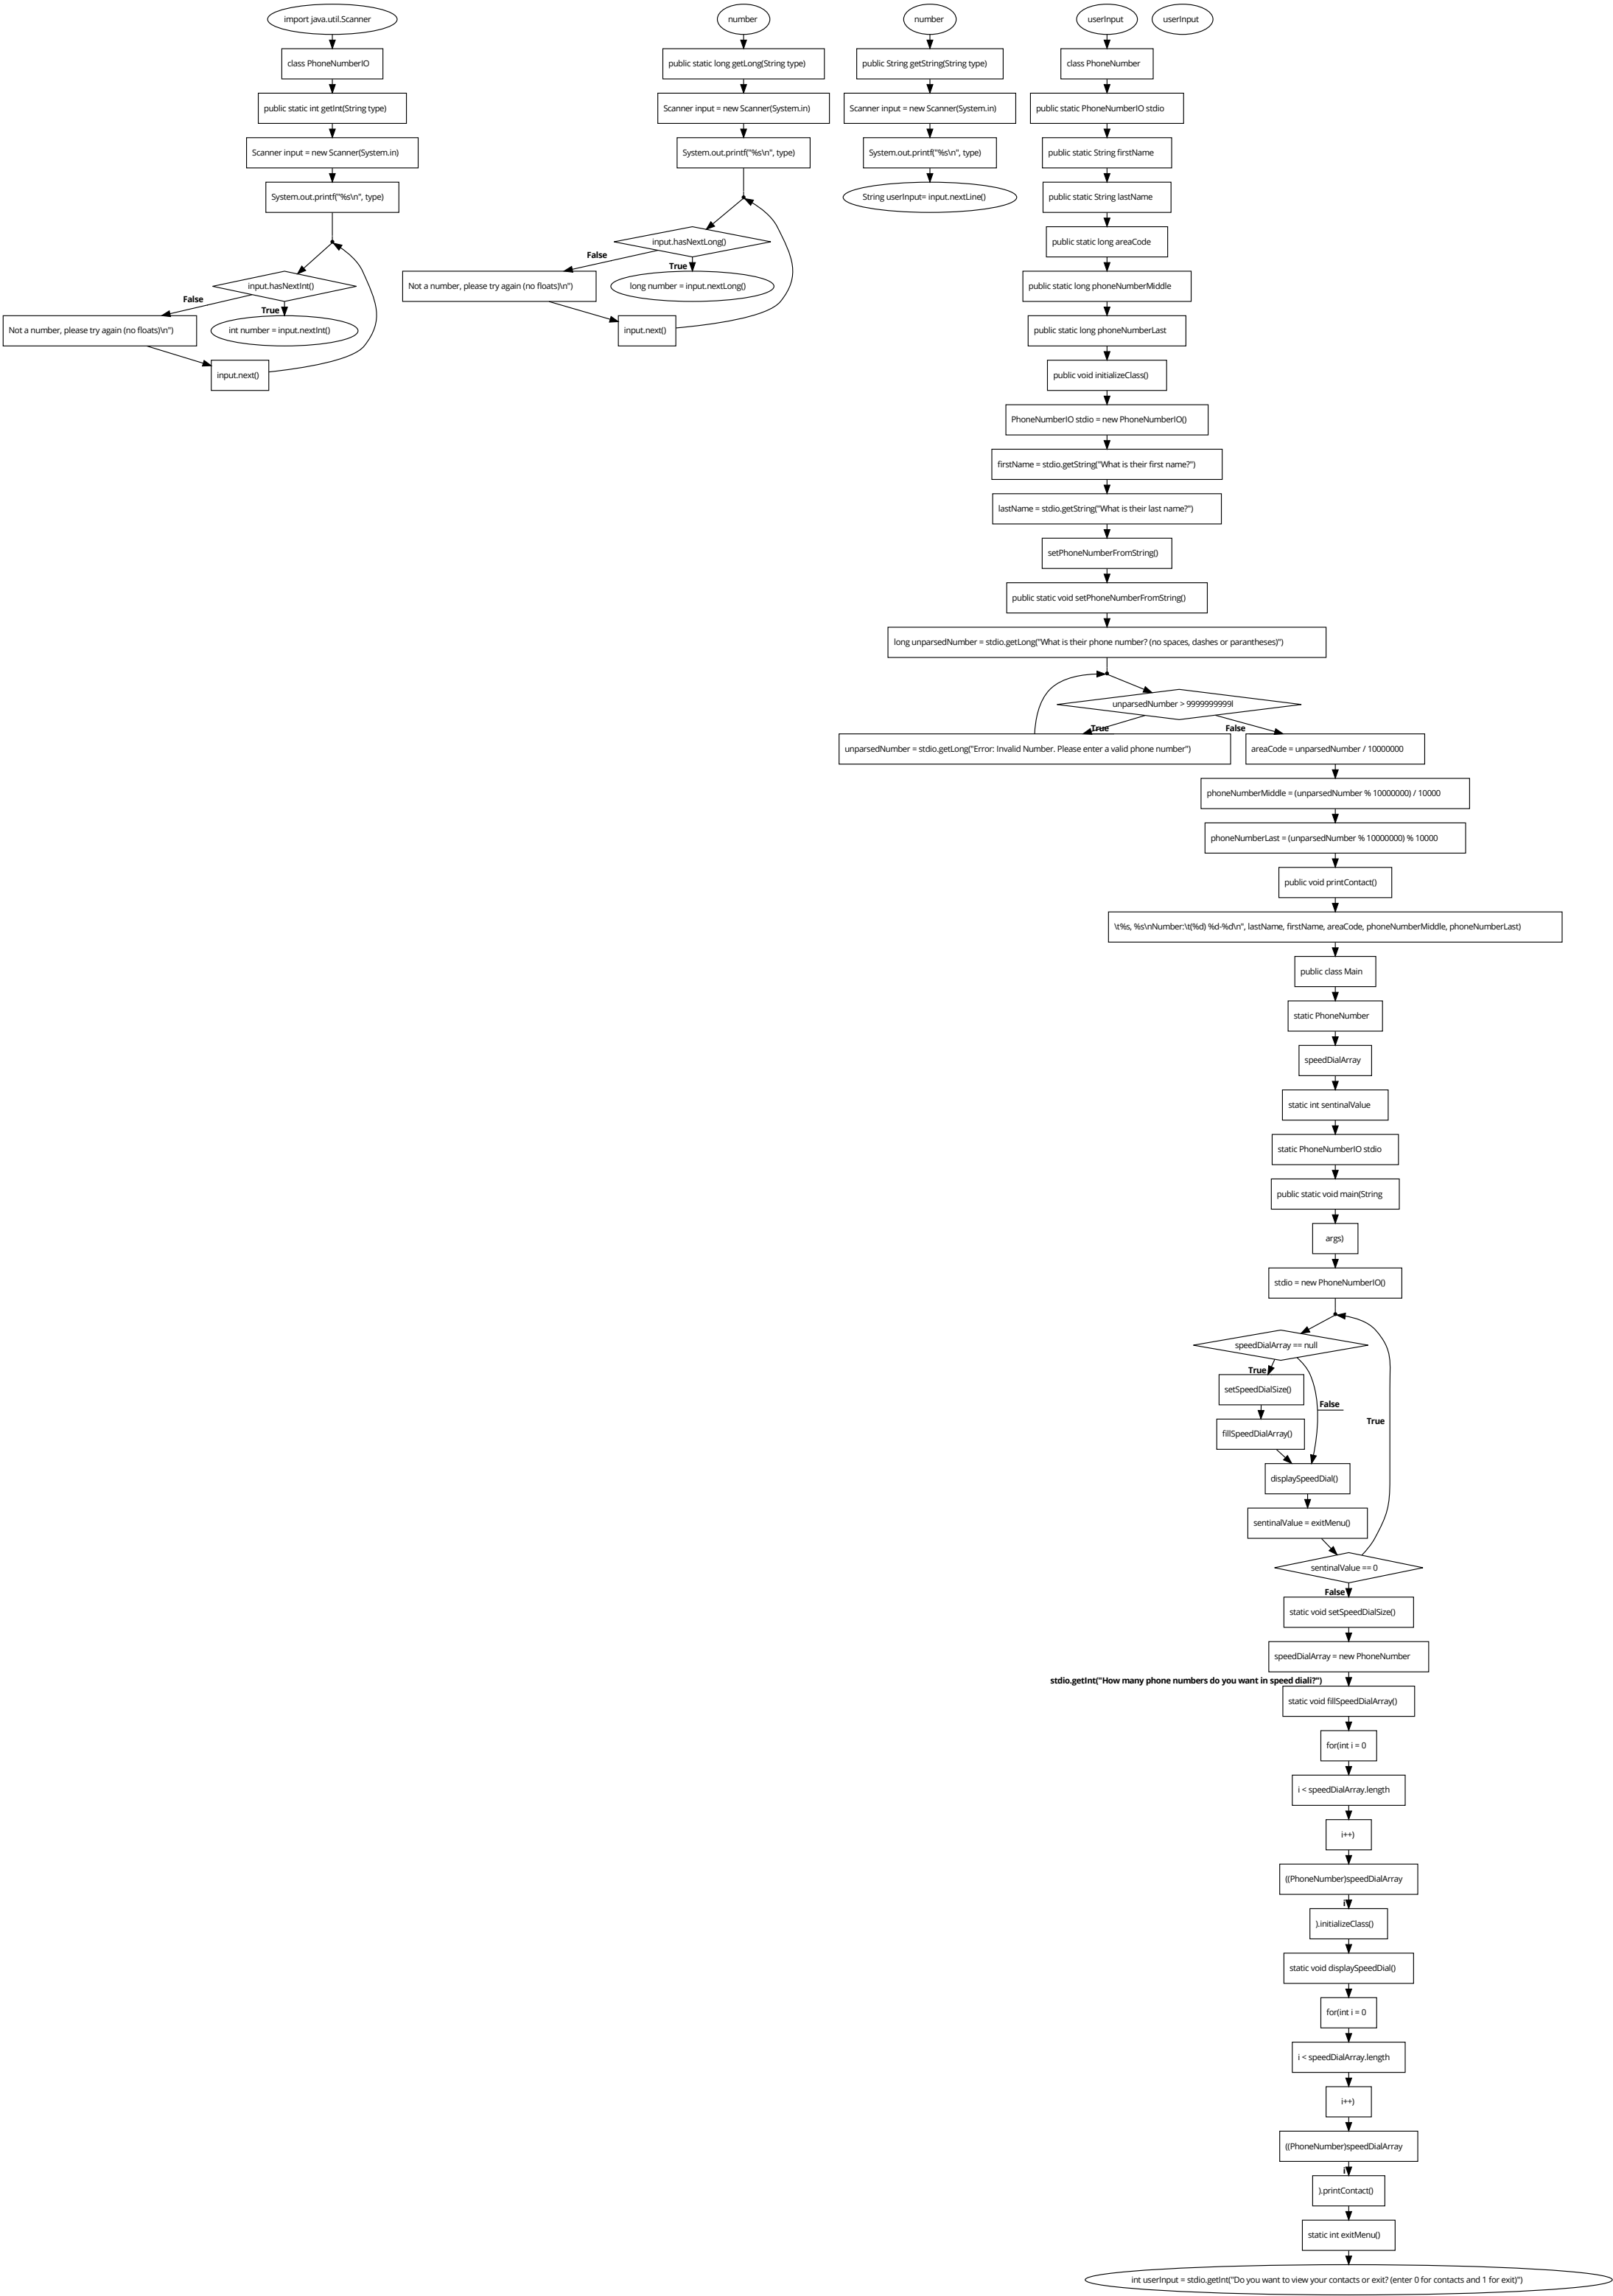 import java.util.Scanner
class PhoneNumberIO
public static int getInt(String type)
Scanner input = new Scanner(System.in)
System.out.printf("%s\n", type)
input.hasNextInt()
False
True
Not a number, please try again (no floats)\n")
int number = input.nextInt()
input.next()
number
public static long getLong(String type)
Scanner input = new Scanner(System.in)
System.out.printf("%s\n", type)
input.hasNextLong()
False
True
Not a number, please try again (no floats)\n")
long number = input.nextLong()
input.next()
number
public String getString(String type)
Scanner input = new Scanner(System.in)
System.out.printf("%s\n", type)
String userInput= input.nextLine()
userInput
class PhoneNumber
public static PhoneNumberIO stdio
public static String firstName
public static String lastName
public static long areaCode
public static long phoneNumberMiddle
public static long phoneNumberLast
public void initializeClass()
PhoneNumberIO stdio = new PhoneNumberIO()
firstName = stdio.getString("What is their first name?")
lastName = stdio.getString("What is their last name?")
setPhoneNumberFromString()
public static void setPhoneNumberFromString()
long unparsedNumber = stdio.getLong("What is their phone number? (no spaces, dashes or parantheses)")
unparsedNumber > 9999999999l
True
False
unparsedNumber = stdio.getLong("Error: Invalid Number. Please enter a valid phone number")
areaCode = unparsedNumber / 10000000
phoneNumberMiddle = (unparsedNumber % 10000000) / 10000
phoneNumberLast = (unparsedNumber % 10000000) % 10000
public void printContact()
\t%s, %s\nNumber:\t(%d) %d-%d\n", lastName, firstName, areaCode, phoneNumberMiddle, phoneNumberLast)
public class Main
static PhoneNumber
speedDialArray
static int sentinalValue
static PhoneNumberIO stdio
public static void main(String
args)
stdio = new PhoneNumberIO()
speedDialArray == null
True
False
setSpeedDialSize()
fillSpeedDialArray()
displaySpeedDial()
sentinalValue = exitMenu()
sentinalValue == 0
True
False
static void setSpeedDialSize()
speedDialArray = new PhoneNumber
stdio.getInt("How many phone numbers do you want in speed diali?")
static void fillSpeedDialArray()
for(int i = 0
i < speedDialArray.length
i++)
((PhoneNumber)speedDialArray
i
).initializeClass()
static void displaySpeedDial()
for(int i = 0
i < speedDialArray.length
i++)
((PhoneNumber)speedDialArray
i
).printContact()
static int exitMenu()
int userInput = stdio.getInt("Do you want to view your contacts or exit? (enter 0 for contacts and 1 for exit)")
userInput